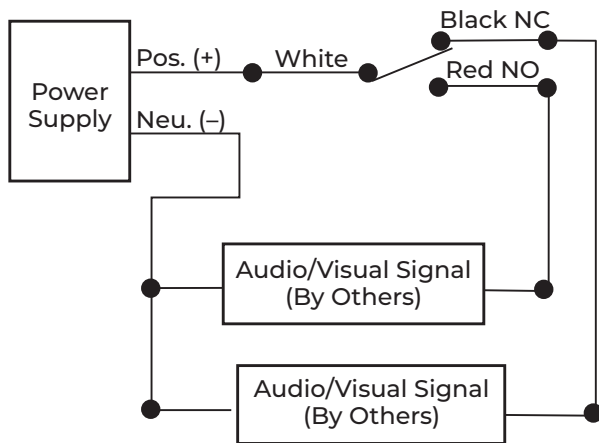 Black NC
Pos. (+)
White
Red NO
Power
Supply
Neu. (–)
Audio/Visual Signal
(By Others)
Audio/Visual Signal
(By Others)